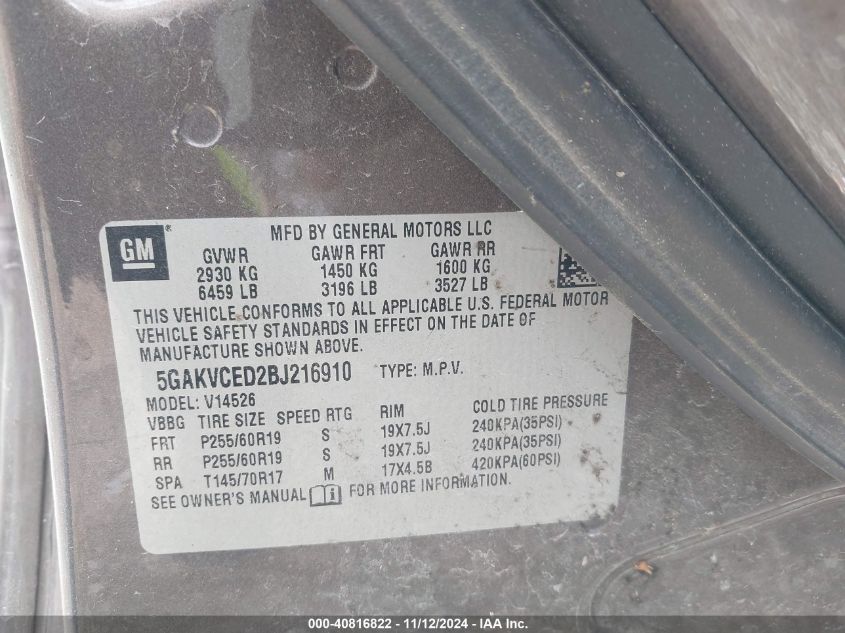 GM
MFD BY GENERAL MOTORS LLC
GVWR GAWR FRT GAWR RR
2930 KG 1450 KG 1600 KG
6459 LB 3196 LB 3527 LB
THIS VEHICLE CONFORMS TO ALL APPLICABLE U.S. FEDERAL MOTOR
VEHICLE SAFETY STANDARDS IN EFFECT ON THE DATE OF
MANUFACTURE SHOWN ABOVE.
5GAKVCED2BJ216910 TYPE: M.P.V.
MODEL: V14526
VBBG TIRE SIZE SPEED RTG RIM COLD TIRE PRESSURE
FRT P255/60R19 S 19X7.5J 240KPA(35PSI)
RR P255/60R19 S 19X7.5J 240KPA(35PSI)
SPA T145/70R17 M 17X4.5B 420KPA(60PSI)
SEE OWNER'S MANUAL FOR MORE INFORMATION.
000-40816822 - 11/12/2024 - IAA Inc.